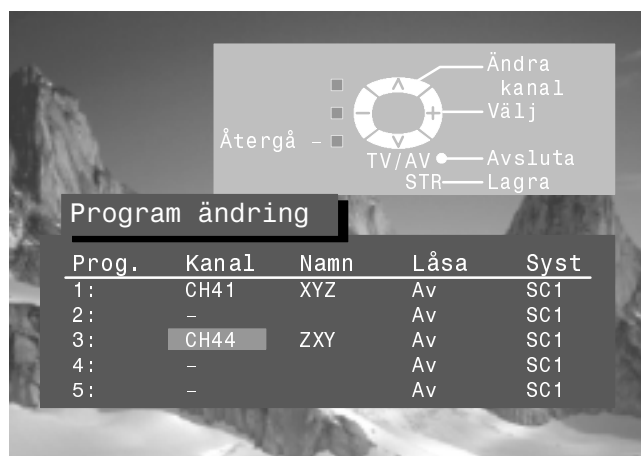 Ändra
kanal
Välj
Återgå –
TV/AV Avsluta
STR Lagra
Program ändring
Prog. Kanal Namn Låsa Syst
1: CH41 XYZ Av SC1
2: – Av SC1
3: CH44 ZXY Av SC1
4: – Av SC1
5: – Av SC1